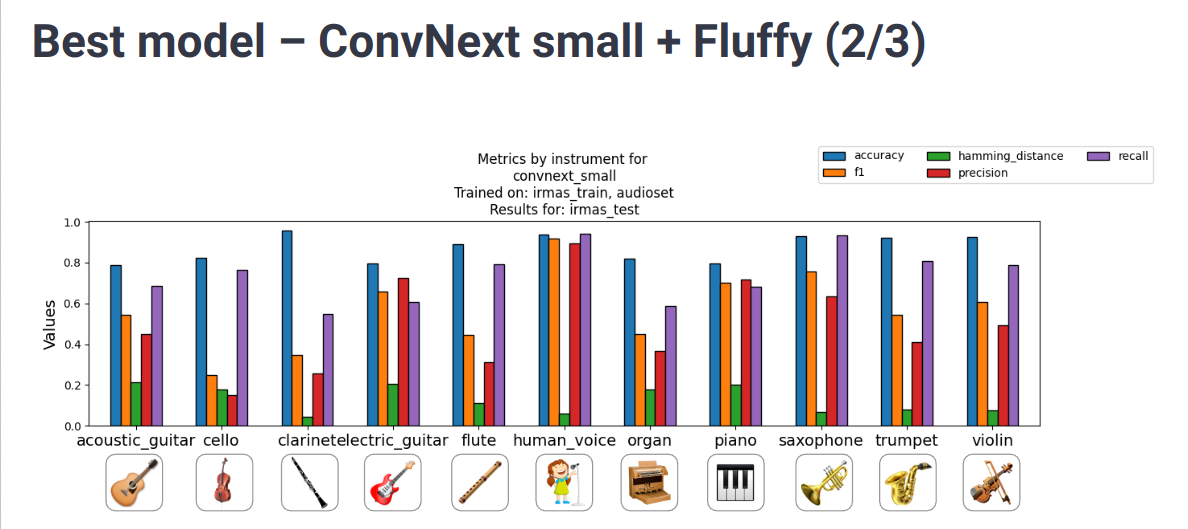 Best model – ConvNext small + Fluffy (2/3)
Metrics by instrument for
convnext_small
Trained on: irmas_train, audioset
Results for: irmas_test
accuracy hamming_distance recall
f1 precision
1.0
0.8
0.6
0.4
0.2
0.0
Values
acoustic_guitar cello clarinet electric_guitar flute human_voice organ piano saxophone trumpet violin